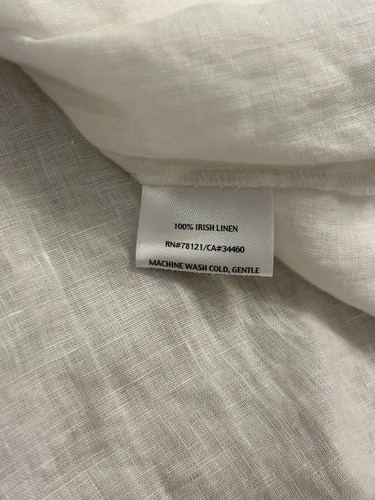 100% IRISH LINEN
RN#78121/CA#34460
MACHINE WASH COLD, GENTLE